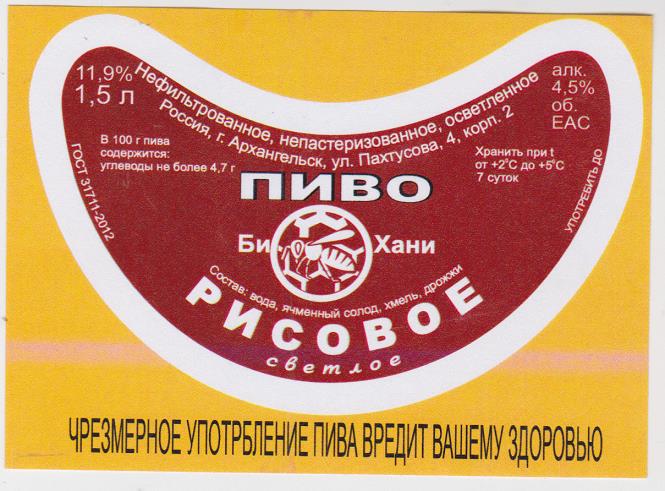 11,9%
1,5 л
Нефильтрованное, непастеризованное, осветленное
Россия, г. Архангельск, ул. Пахтусова, 4, корп. 2
алк.
4,5%
об.
ЕАС
В 100 г пива
содержится:
углеводы не более 4,7 г
ГОСТ 31711-2012
Хранить при t
от +2°С до +5°С
7 суток
УПОТРЕБИТЬ ДО
ПИВО
Би Хани
Состав: вода, ячменный солод, хмель, дрожжи
РИСОВОЕ
светлое
ЧРЕЗМЕРНОЕ УПОТРБЛЕНИЕ ПИВА ВРЕДИТ ВАШЕМУ ЗДОРОВЬЮ